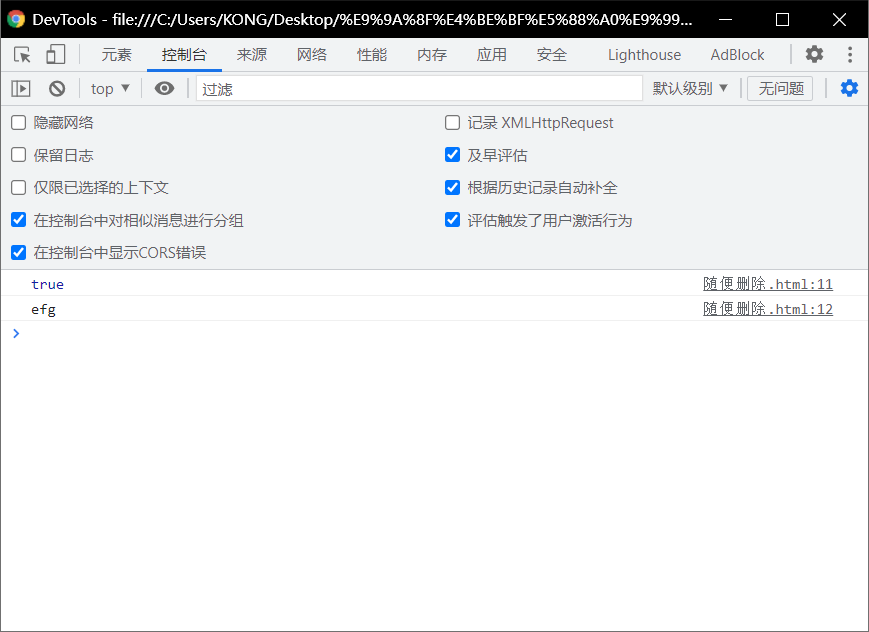 DevTools - file:///C:/Users/KONG/Desktop/%E9%9A%8F%E4%BE%BF%E5%88%A0%E9%99...
元素 控制台 来源 网络 性能 内存 应用 安全 Lighthouse AdBlock
top 过滤 默认级别 无问题
隐藏网络 记录 XMLHttpRequest
保留日志 及早评估
仅限已选择的上下文 根据历史记录自动补全
在控制台中对相似消息进行分组 评估触发了用户激活行为
在控制台中显示CORS错误
true 随便删除.html:11
efg 随便删除.html:12